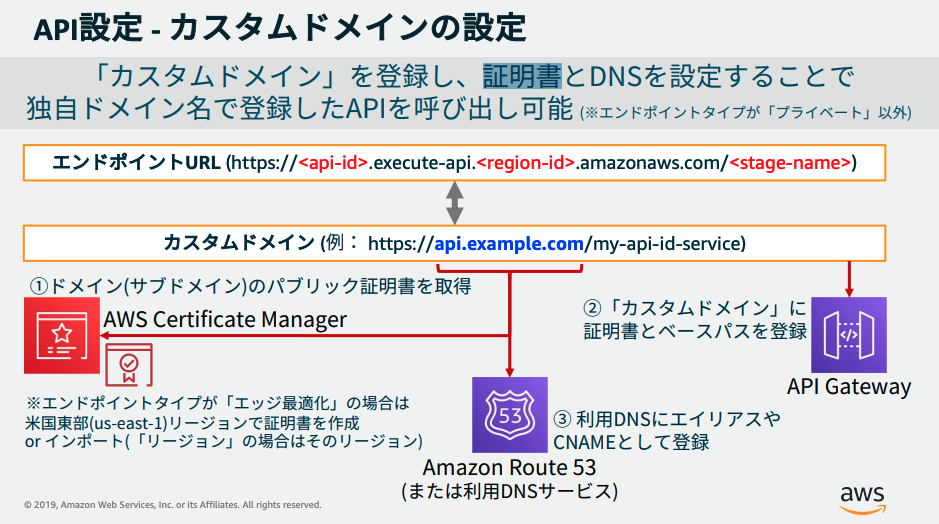 API設定 - カスタムドメインの設定
「カスタムドメイン」を登録し、証明書とDNSを設定することで
独自ドメイン名で登録したAPIを呼び出し可能 (※エンドポイントタイプが「プライベート」以外)
エンドポイントURL (https://<api-id>.execute-api.<region-id>.amazonaws.com/<stage-name>)
カスタムドメイン (例： https://api.example.com/my-api-id-service)
①ドメイン(サブドメイン)のパブリック証明書を取得
AWS Certificate Manager
②「カスタムドメイン」に
証明書とベースパスを登録
API Gateway
※エンドポイントタイプが「エッジ最適化」の場合は
米国東部(us-east-1)リージョンで証明書を作成
or インポート(「リージョン」の場合はそのリージョン)
53
③ 利用DNSにエイリアスや
CNAMEとして登録
Amazon Route 53
(または利用DNSサービス)
© 2019, Amazon Web Services, Inc. or its Affiliates. All rights reserved.
aws